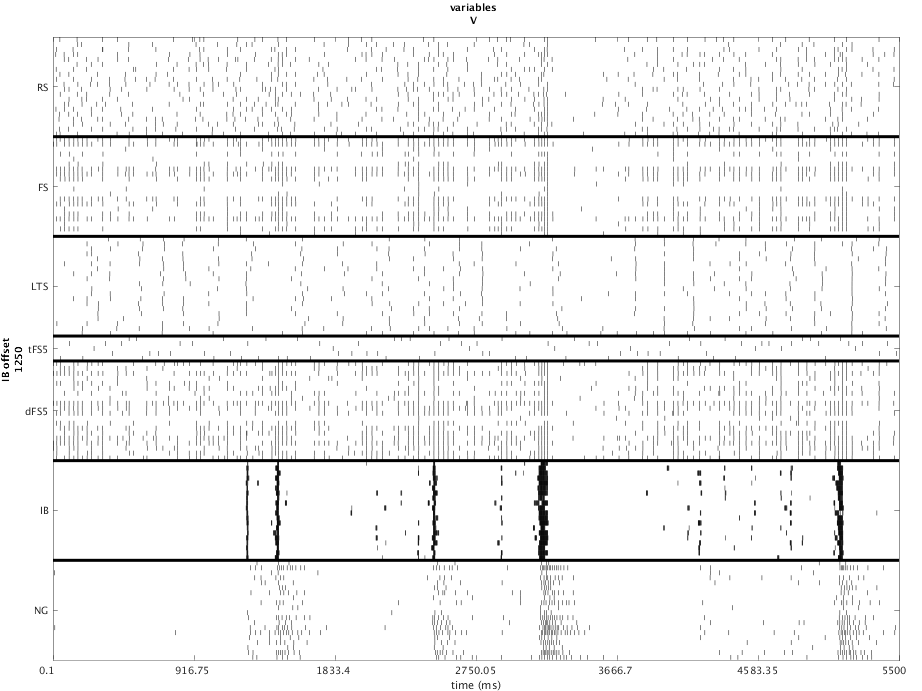 variables
V
RS
FS
LTS
tFS5
dFS5
IB
NG
IB offset
1250
0.1 916.75 1833.4 2750.05 3666.7 4583.35 5500
time (ms)